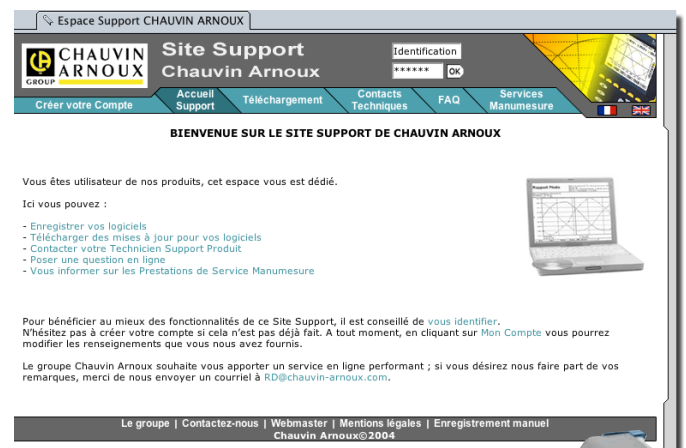 Espace Support CHAUVIN ARNOUX
CHAUVIN
ARNOUX
GROUP
Site Support
Chauvin Arnoux
Identification
****** OK
Créer votre Compte
Accueil
Support
Téléchargement
Contacts
Techniques
FAQ
Services
Manumesure
BIENVENUE SUR LE SITE SUPPORT DE CHAUVIN ARNOUX
Vous êtes utilisateur de nos produits, cet espace vous est dédié.
Ici vous pouvez :
- Enregistrer vos logiciels
- Télécharger des mises à jour pour vos logiciels
- Contacter votre Technicien Support Produit
- Poser une question en ligne
- Vous informer sur les Prestations de Service Manumesure
Pour bénéficier au mieux des fonctionnalités de ce Site Support, il est conseillé de vous identifier.
N'hésitez pas à créer votre compte si cela n'est pas déjà fait. A tout moment, en cliquant sur Mon Compte vous pourrez
modifier les renseignements que vous nous avez fournis.
Le groupe Chauvin Arnoux souhaite vous apporter un service en ligne performant ; si vous désirez nous faire part de vos
remarques, merci de nous envoyer un courriel à RD@chauvin-arnoux.com.
Le groupe | Contactez-nous | Webmaster | Mentions légales | Enregistrement manuel
Chauvin Arnoux©2004